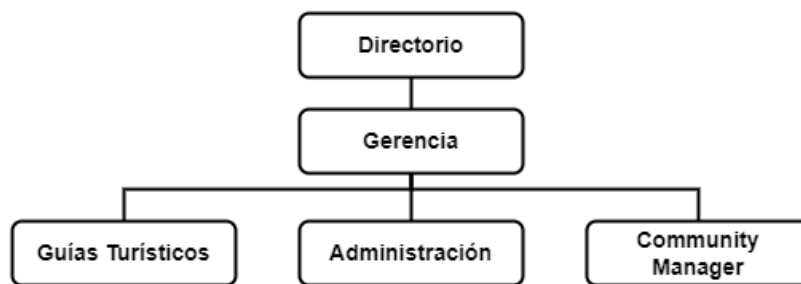 Directorio
Gerencia
Guías Turísticos
Administración
Community
Manager